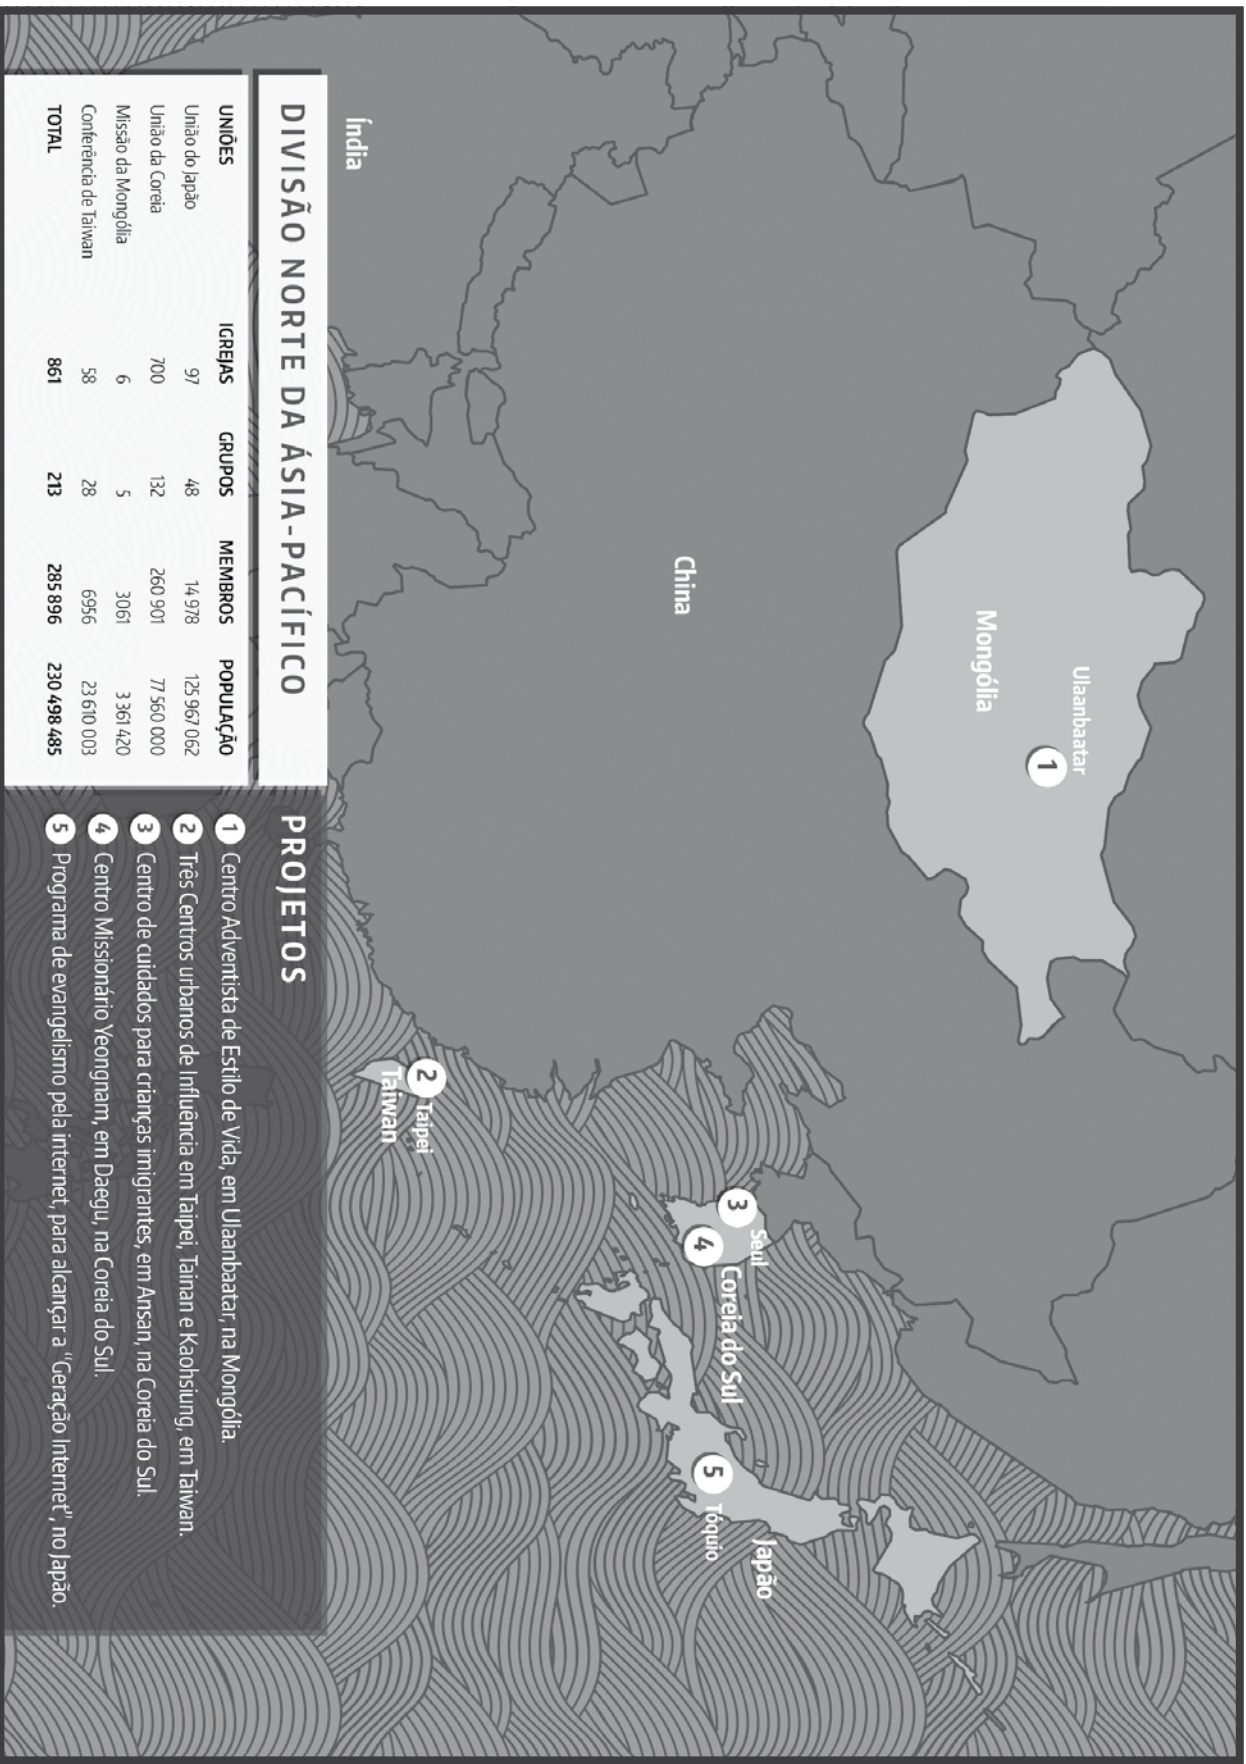 Ulaanbaatar
1
Mongólia
China
Seul
3
4
Coreia do Sul
Japão
5
Tóquio
2
Taipei
Taiwan
Índia
DIVISÃO NORTE DA ÁSIA-PACÍFICO
UNIÕES IGREJAS GRUPOS MEMBROS POPULAÇÃO
União do Japão 97 48 14 978 125 967 062
União da Coreia 700 132 260 901 77 560 000
Missão da Mongólia 6 5 3061 3 361 420
Conferência de Taiwan 58 28 6956 23 610 003
TOTAL 861 213 285 896 230 498 485
PROJETOS
1 Centro Adventista de Estilo de Vida, em Ulaanbaatar, na Mongólia.
2 Três Centros urbanos de Influência em Taipei, Tainan e Kaohsiung, em Taiwan.
3 Centro de cuidados para crianças imigrantes, em Ansan, na Coreia do Sul.
4 Centro Missionário Yeongnam, em Daegu, na Coreia do Sul.
5 Programa de evangelismo pela internet, para alcançar a "Geração Internet", no Japão.